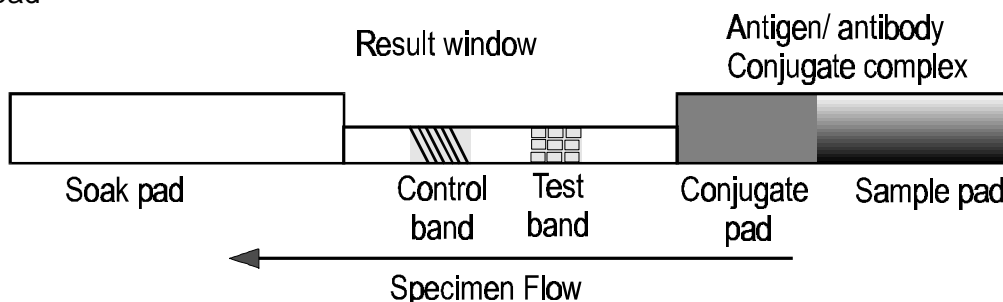 Antigen/ antibody
Result window
Conjugate complex
Soak pad
Control
band
Test
band
Conjugate
pad
Sample pad
Specimen Flow